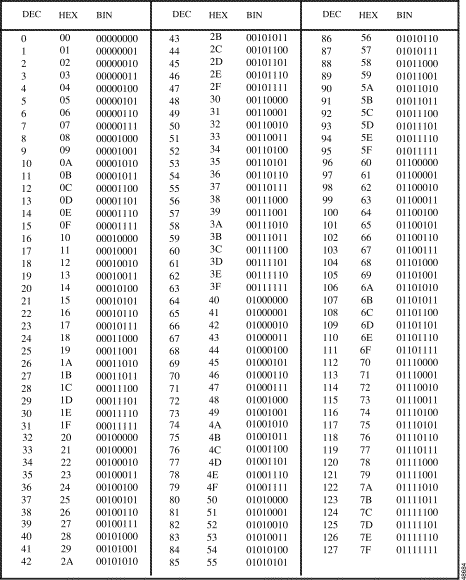 DEC HEX BIN
0 00 00000000
1 01 00000001
2 02 00000010
3 03 00000011
4 04 00000100
5 05 00000101
6 06 00000110
7 07 00000111
8 08 00001000
9 09 00001001
10 0A 00001010
11 0B 00001011
12 0C 00001100
13 0D 00001101
14 0E 00001110
15 0F 00001111
16 10 00010000
17 11 00010001
18 12 00010010
19 13 00010011
20 14 00010100
21 15 00010101
22 16 00010110
23 17 00010111
24 18 00011000
25 19 00011001
26 1A 00011010
27 1B 00011011
28 1C 00011100
29 1D 00011101
30 1E 00011110
31 1F 00011111
32 20 00100000
33 21 00100001
34 22 00100010
35 23 00100011
36 24 00100100
37 25 00100101
38 26 00100110
39 27 00100111
40 28 00101000
41 29 00101001
42 2A 00101010
DEC HEX BIN
43 2B 00101011
44 2C 00101100
45 2D 00101101
46 2E 00101110
47 2F 00101111
48 30 00110000
49 31 00110001
50 32 00110010
51 33 00110011
52 34 00110100
53 35 00110101
54 36 00110110
55 37 00110111
56 38 00111000
57 39 00111001
58 3A 00111010
59 3B 00111011
60 3C 00111100
61 3D 00111101
62 3E 00111110
63 3F 00111111
64 40 01000000
65 41 01000001
66 42 01000010
67 43 01000011
68 44 01000100
69 45 01000101
70 46 01000110
71 47 01000111
72 48 01001000
73 49 01001001
74 4A 01001010
75 4B 01001011
76 4C 01001100
77 4D 01001101
78 4E 01001110
79 4F 01001111
80 50 01010000
81 51 01010001
82 52 01010010
83 53 01010011
84 54 01010100
85 55 01010101
DEC HEX BIN
86 56 01010110
87 57 01010111
88 58 01011000
89 59 01011001
90 5A 01011010
91 5B 01011011
92 5C 01011100
93 5D 01011101
94 5E 01011110
95 5F 01011111
96 60 01100000
97 61 01100001
98 62 01100010
99 63 01100011
100 64 01100100
101 65 01100101
102 66 01100110
103 67 01100111
104 68 01101000
105 69 01101001
106 6A 01101010
107 6B 01101011
108 6C 01101100
109 6D 01101101
110 6E 01101110
111 6F 01101111
112 70 01110000
113 71 01110001
114 72 01110010
115 73 01110011
116 74 01110100
117 75 01110101
118 76 01110110
119 77 01110111
120 78 01111000
121 79 01111001
122 7A 01111010
123 7B 01111011
124 7C 01111100
125 7D 01111101
126 7E 01111110
127 7F 01111111
48684